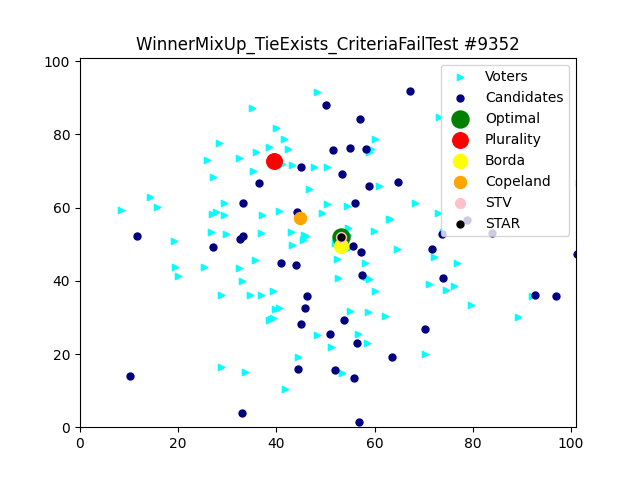 WinnerMixUp_TieExists_CriteriaFailTest #9352
100
80
60
40
20
0
0
20
40
60
80
100
Voters
Candidates
Optimal
Plurality
Borda
Copeland
STV
STAR